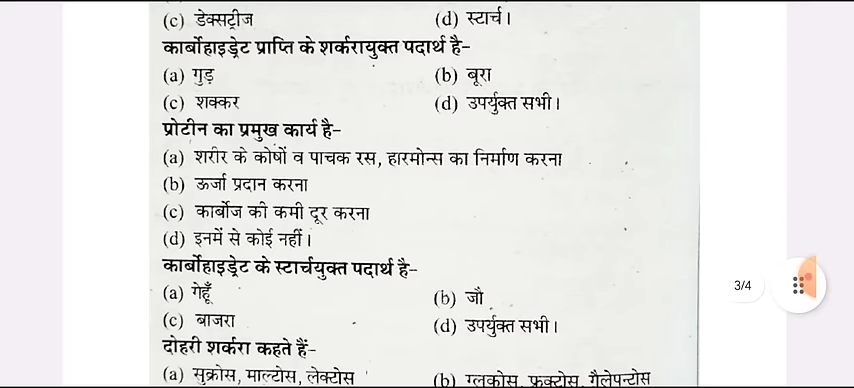 (c) डेक्सट्रीज (d) स्टार्च।
कार्बोहाइड्रेट प्राप्ति के शर्करायुक्त पदार्थ है-
(a) गुड़ (b) बूरा
(c) शक्कर (d) उपर्युक्त सभी।
प्रोटीन का प्रमुख कार्य है-
(a) शरीर के कोषों व पाचक रस, हारमोन्स का निर्माण करना
(b) ऊर्जा प्रदान करना
(c) कार्बोज की कमी दूर करना
(d) इनमें से कोई नहीं।
कार्बोहाइड्रेट के स्टार्चयुक्त पदार्थ है-
(a) गेहूँ (b) जौ
3/4
(c) बाजरा (d) उपर्युक्त सभी।
दोहरी शर्करा कहते हैं-
(a) सुक्रोस, माल्टोस, लेक्टोस (b) ग्लूकोस, फ्रक्टोस, गैलेपन्टोस